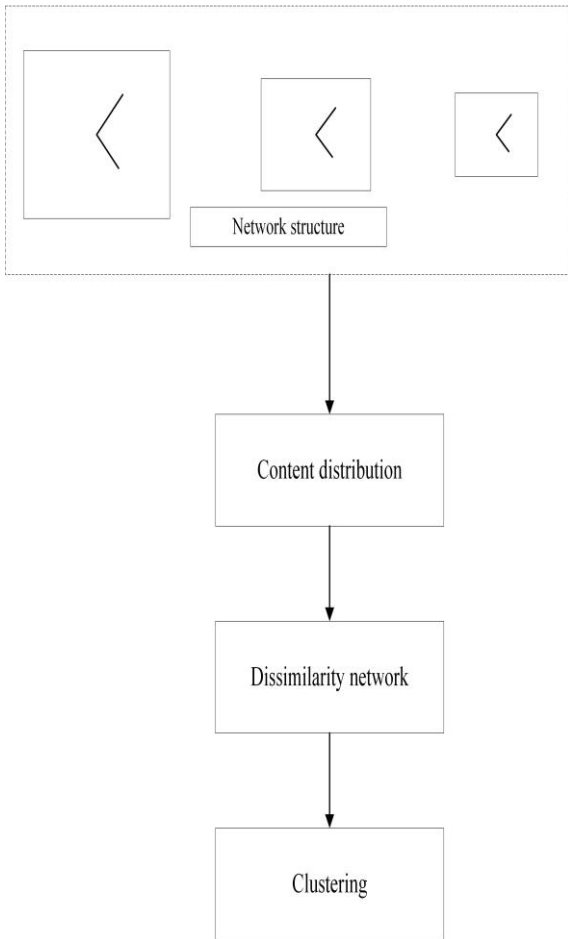 Network structure
Content distribution
Dissimilarity network
Clustering